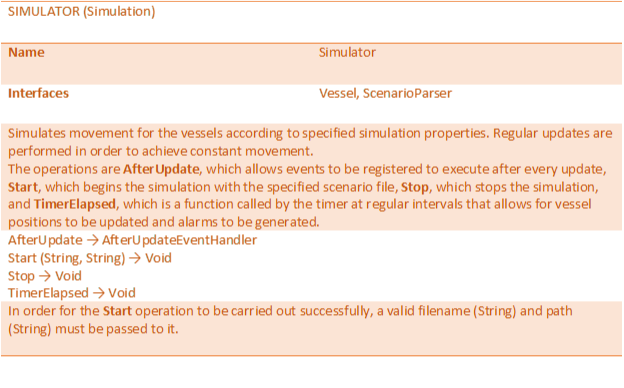 SIMULATOR (Simulation)
Name Simulator
Interfaces Vessel, ScenarioParser
Simulates movement for the vessels according to specified simulation properties. Regular updates are
performed in order to achieve constant movement.
The operations are AfterUpdate, which allows events to be registered to execute after every update,
Start, which begins the simulation with the specified scenario file, Stop, which stops the simulation,
and TimerElapsed, which is a function called by the timer at regular intervals that allows for vessel
positions to be updated and alarms to be generated.
AfterUpdate → AfterUpdateEventHandler
Start (String, String) → Void
Stop → Void
TimerElapsed → Void
In order for the Start operation to be carried out successfully, a valid filename (String) and path
(String) must be passed to it.